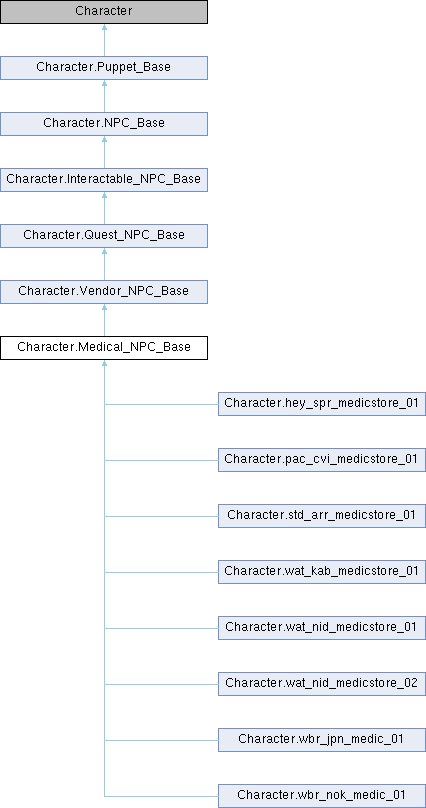 Character
Character.Puppet_Base
Character.NPC_Base
Character.Interactable_NPC_Base
Character.Quest_NPC_Base
Character.Vendor_NPC_Base
Character.Medical_NPC_Base
Character.hey_spr_medicstore_01
Character.pac_cvi_medicstore_01
Character.std_arr_medicstore_01
Character.wat_kab_medicstore_01
Character.wat_nid_medicstore_01
Character.wat_nid_medicstore_02
Character.wbr_jpn_medic_01
Character.wbr_nok_medic_01